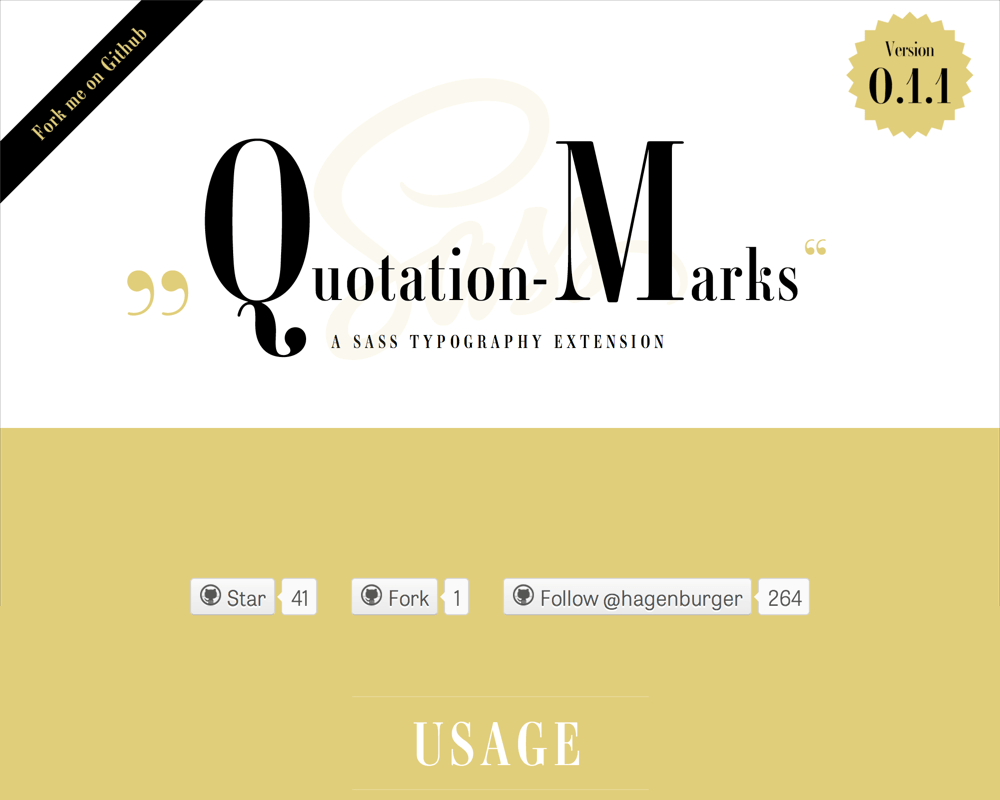 Fork me on Github
Version
0.1.1
Sass
„Quotation-Marks“
A SASS TYPOGRAPHY EXTENSION
Star 41
Fork 1
Follow @hagenburger 264
USAGE